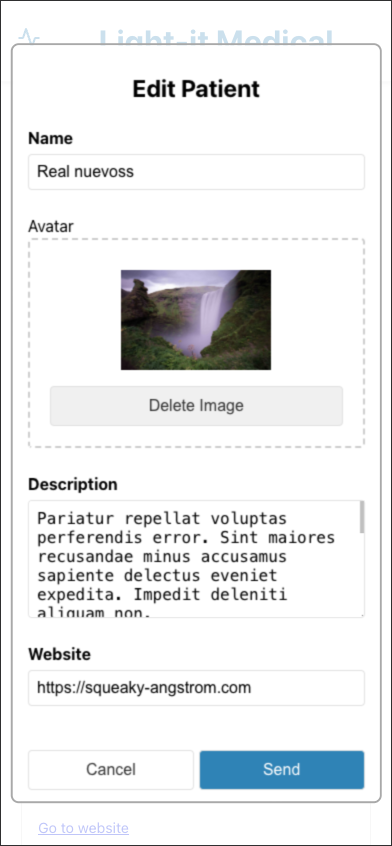 Light-it Medical
Edit Patient
Name
Real nuevoss
Avatar
Delete Image
Description
Pariatur repellat voluptas
perferendis error. Sint maiores
recusandae minus accusamus
sapiente delectus eveniet
expedita. Impedit deleniti
aliquam non.
Website
https://squeaky-angstrom.com
Cancel
Send
Go to website